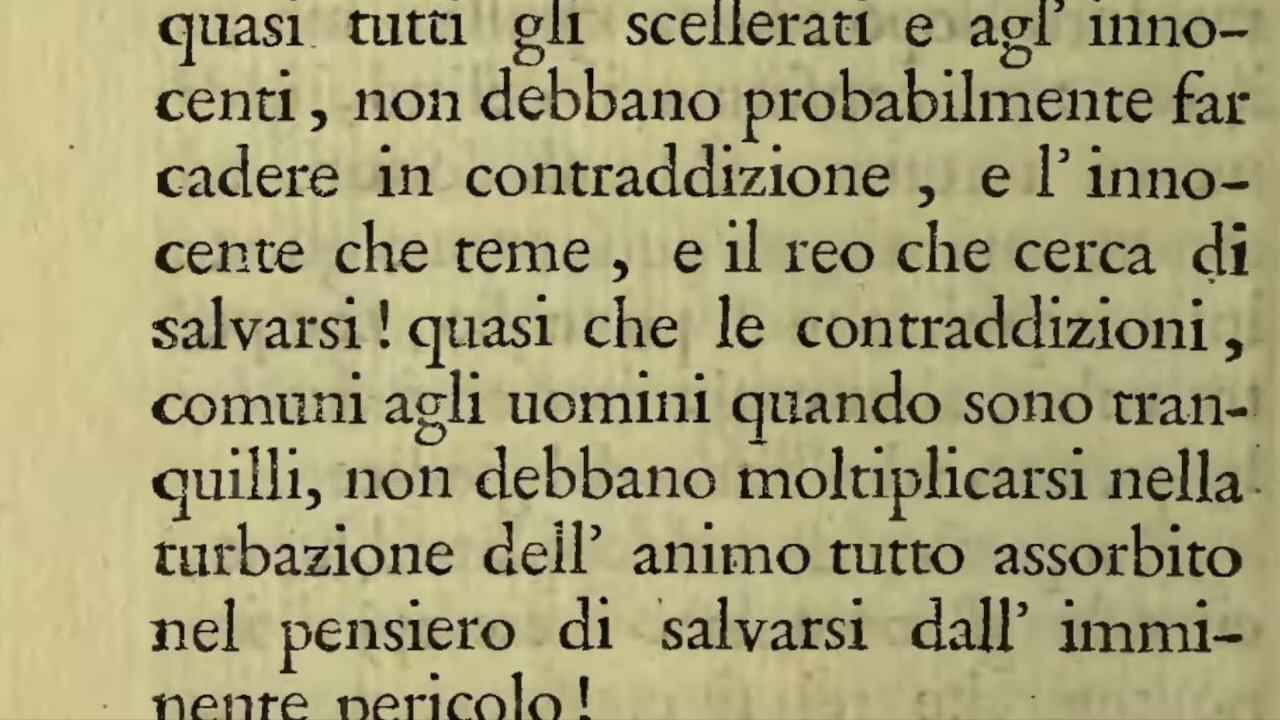 quasi tutti gli scellerati e agl' inno-
centi, non debbano probabilmente far
cadere in contraddizione, e l'inno-
cente che teme, e il reo che cerca di
salvarsi! quasi che le contraddizioni,
comuni agli uomini quando sono tran-
quilli, non debbano moltiplicarsi nella
turbazione dell' animo tutto assorbito
nel pensiero di salvarsi dall' immi-
nente pericolo!